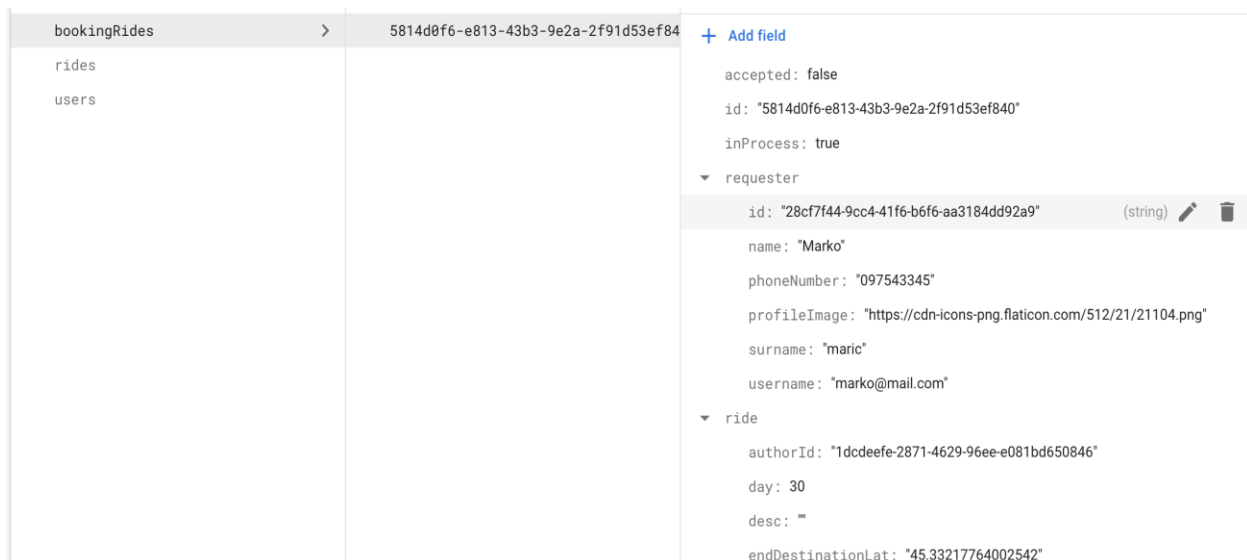 bookingRides
rides
users
5814d0f6-e813-43b3-9e2a-2f91d53ef84
Add field
accepted: false
id: "5814d0f6-e813-43b3-9e2a-2f91d53ef840"
inProcess: true
requester
id: "28cf7f44-9cc4-41f6-b6f6-aa3184dd92a9" (string)
name: "Marko"
phoneNumber: "097543345"
profileImage: "https://cdn-icons-png.flaticon.com/512/21/21104.png"
surname: "maric"
username: "marko@mail.com"
ride
authorId: "1dcdeefe-2871-4629-96ee-e081bd650846"
day: 30
desc: ""
endDestinationLat: "45.33217764002542"